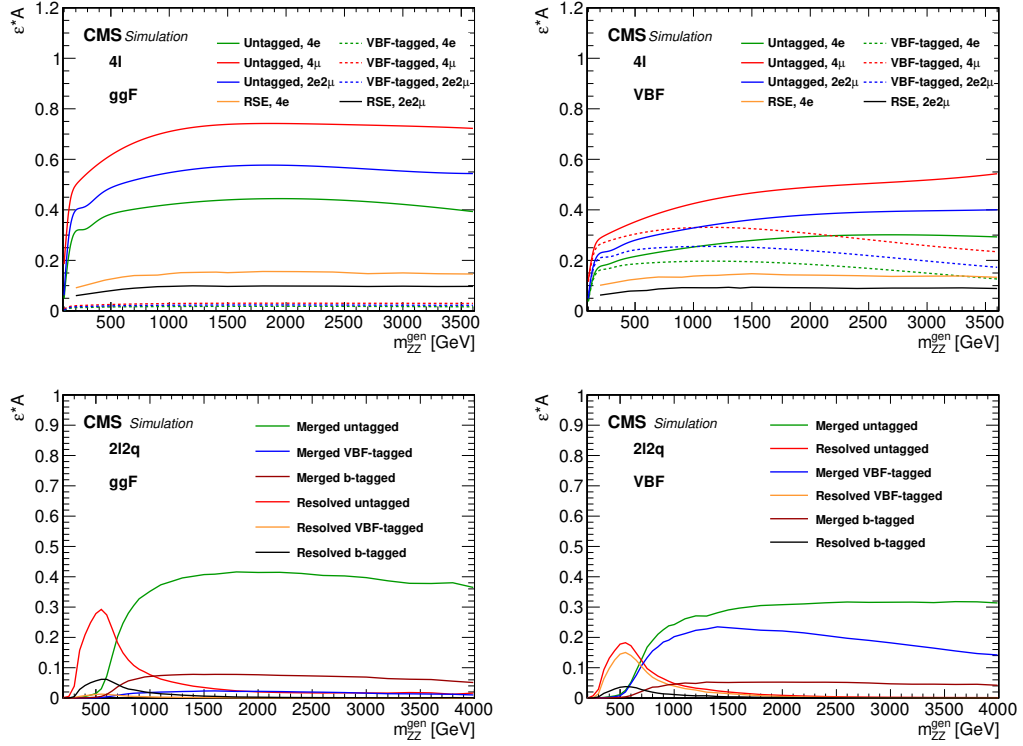 ε*A
1.2
1
0.8
0.6
0.4
0.2
0
CMS Simulation
4l
ggF
Untagged, 4e
Untagged, 4μ
Untagged, 2e2μ
RSE, 4e
VBF-tagged, 4e
VBF-tagged, 4μ
VBF-tagged, 2e2μ
RSE, 2e2μ
500 1000 1500 2000 2500 3000 3500
m_ZZ^gen [GeV]
ε*A
1.2
1
0.8
0.6
0.4
0.2
0
CMS Simulation
4l
VBF
Untagged, 4e
Untagged, 4μ
Untagged, 2e2μ
RSE, 4e
VBF-tagged, 4e
VBF-tagged, 4μ
VBF-tagged, 2e2μ
RSE, 2e2μ
500 1000 1500 2000 2500 3000 3500
m_ZZ^gen [GeV]
ε*A
1
0.9
0.8
0.7
0.6
0.5
0.4
0.3
0.2
0.1
0
CMS Simulation
2l2q
ggF
Merged untagged
Merged VBF-tagged
Merged b-tagged
Resolved untagged
Resolved VBF-tagged
Resolved b-tagged
500 1000 1500 2000 2500 3000 3500 4000
m_ZZ^gen [GeV]
ε*A
1
0.9
0.8
0.7
0.6
0.5
0.4
0.3
0.2
0.1
0
CMS Simulation
2l2q
VBF
Merged untagged
Resolved untagged
Merged VBF-tagged
Resolved VBF-tagged
Merged b-tagged
Resolved b-tagged
500 1000 1500 2000 2500 3000 3500 4000
m_ZZ^gen [GeV]